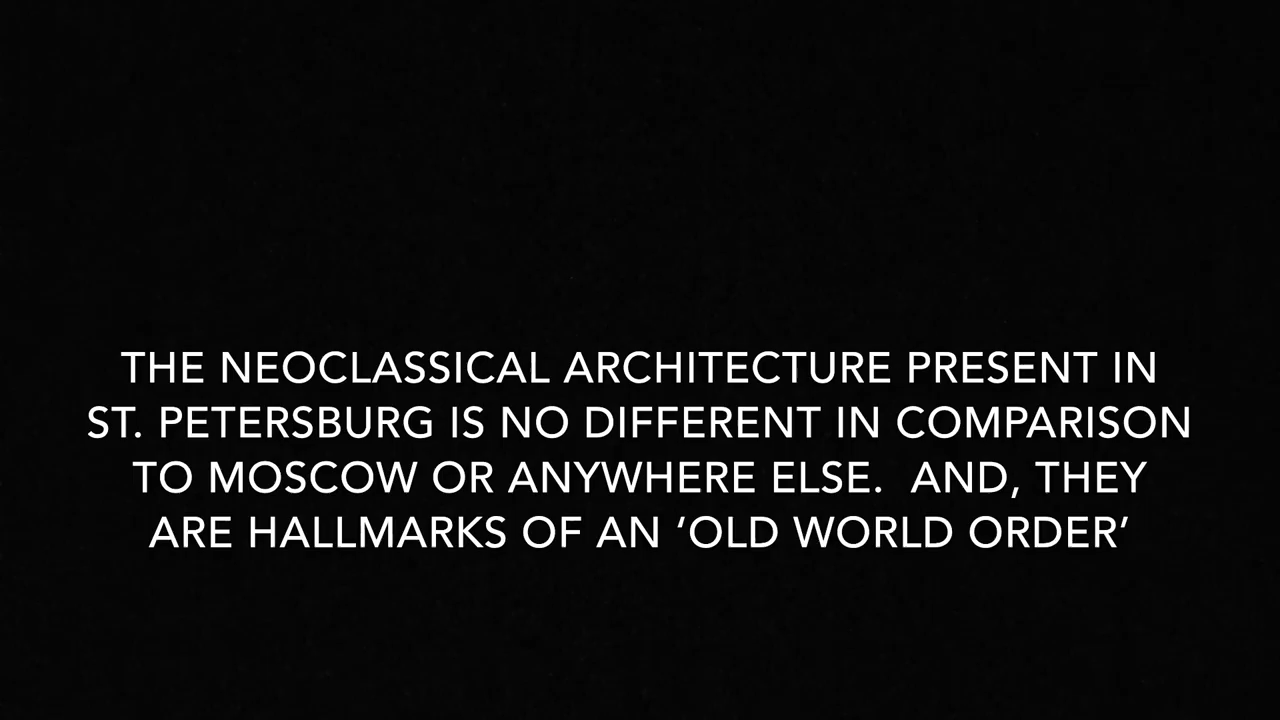 THE NEOCLASSICAL ARCHITECTURE PRESENT IN
ST. PETERSBURG IS NO DIFFERENT IN COMPARISON
TO MOSCOW OR ANYWHERE ELSE.  AND, THEY
ARE HALLMARKS OF AN ‘OLD WORLD ORDER’